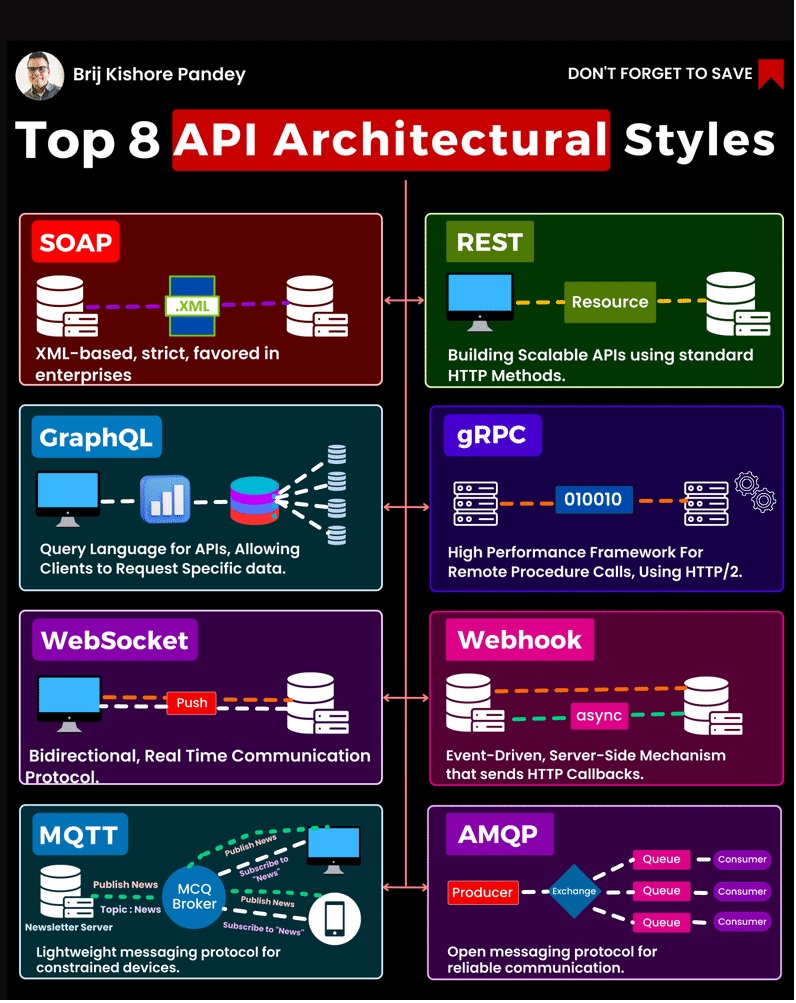 Brij Kishore Pandey
DON'T FORGET TO SAVE
Top 8 API Architectural Styles
SOAP
.XML
XML-based, strict, favored in
enterprises
REST
Resource
Building Scalable APIs using standard
HTTP Methods.
GraphQL
Query Language for APIs, Allowing
Clients to Request Specific data.
gRPC
010010
High Performance Framework For
Remote Procedure Calls, Using HTTP/2.
WebSocket
Push
Bidirectional, Real Time Communication
Protocol.
Webhook
async
Event-Driven, Server-Side Mechanism
that sends HTTP Callbacks.
MQTT
Publish News
Subscribe to
"News"
Publish News
Topic : News
MCQ
Broker
Publish News
Subscribe to "News"
Newsletter Server
Lightweight messaging protocol for
constrained devices.
AMQP
Producer
Exchange
Queue
Consumer
Queue
Consumer
Queue
Consumer
Open messaging protocol for
reliable communication.